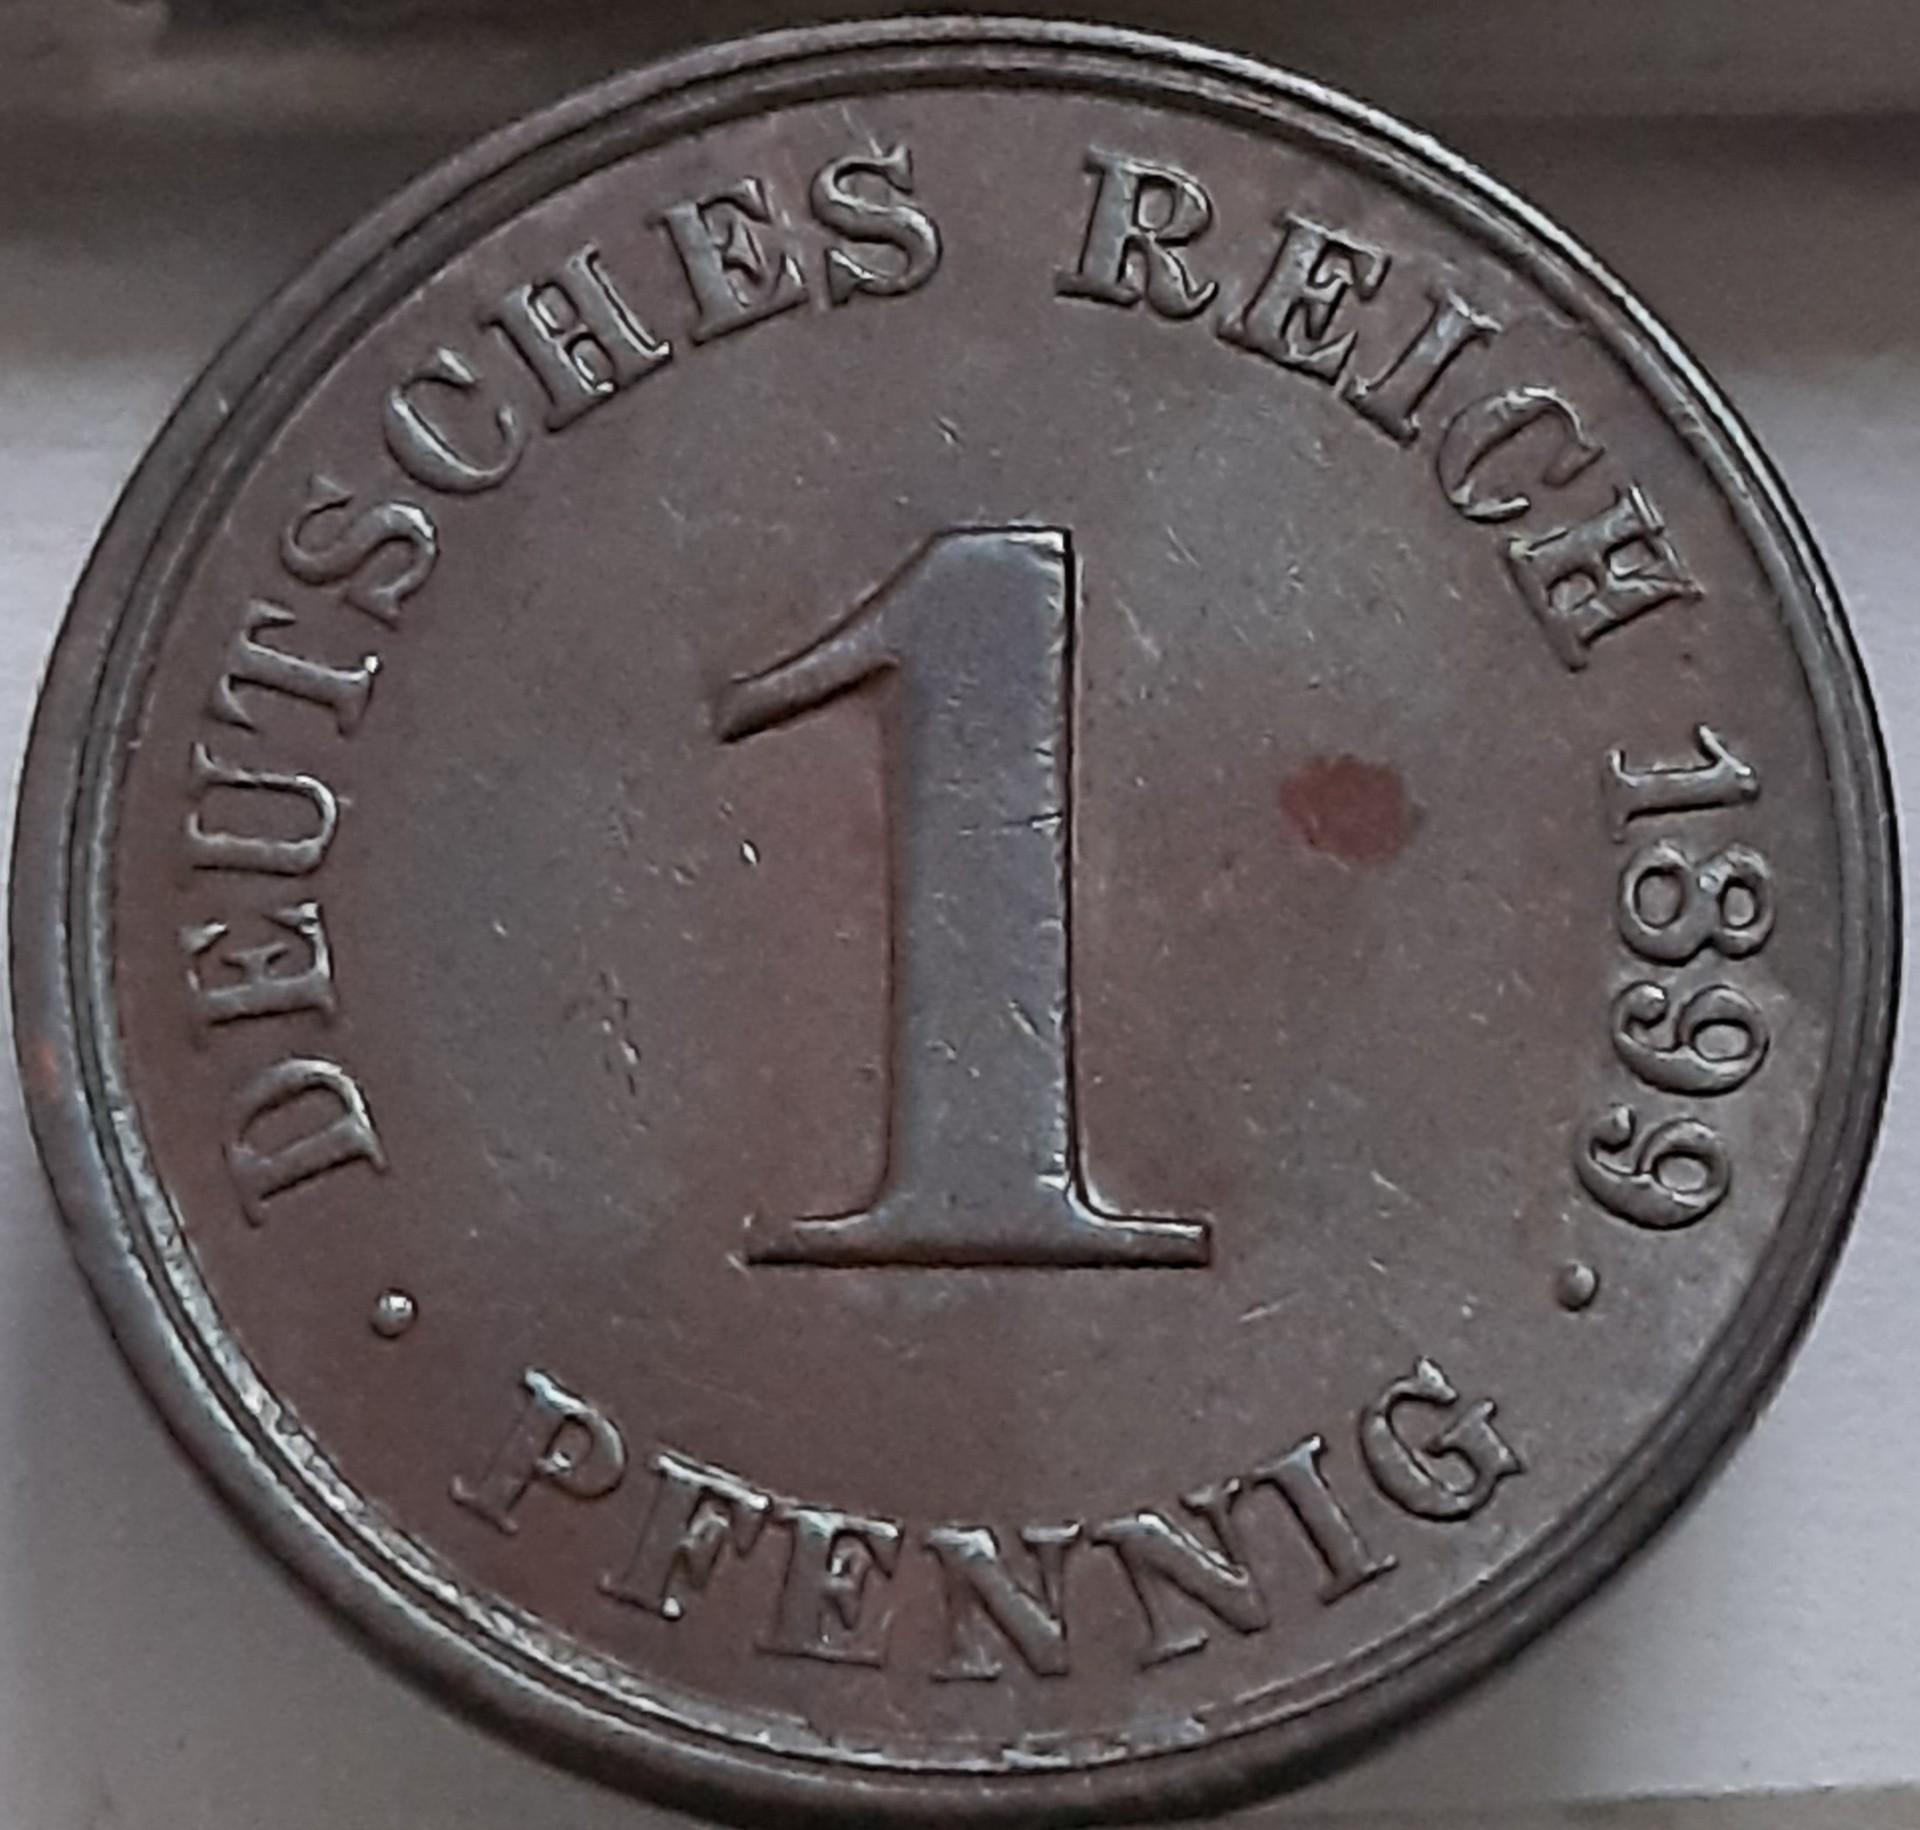 DEUTSCHES REICH 1899
1
· PFENNIG ·